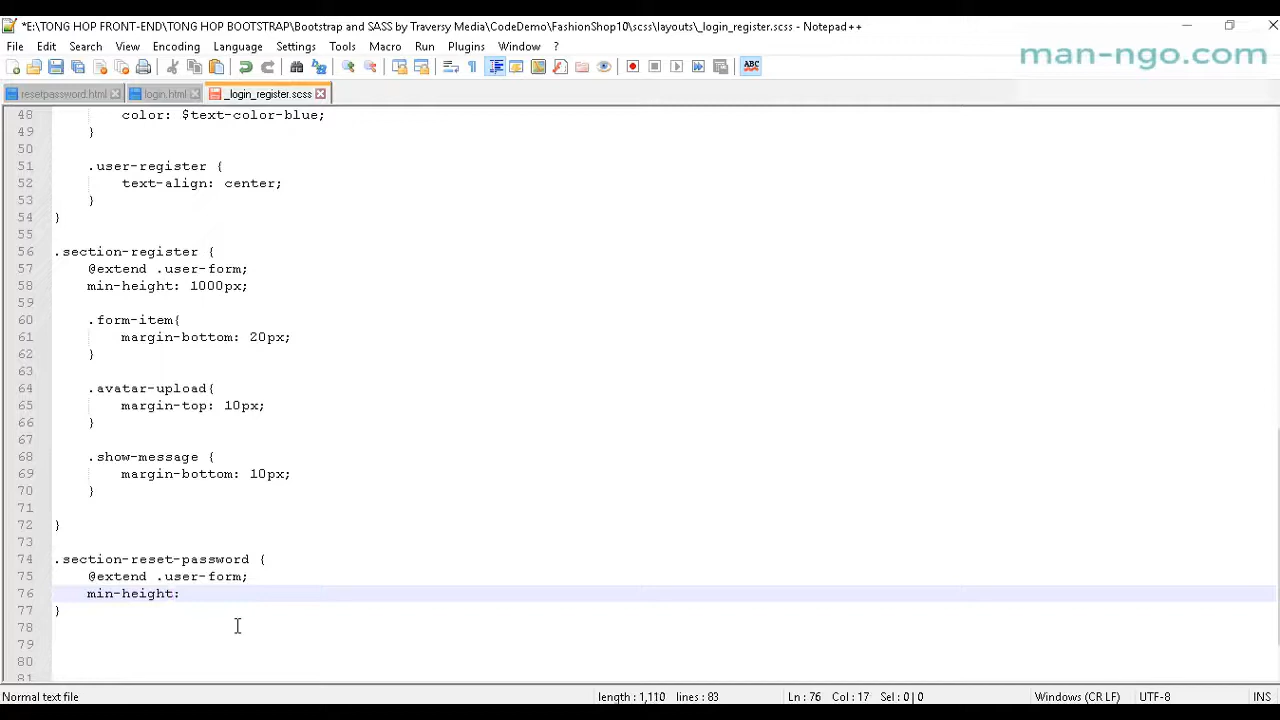 *E:\TONG HOP FRONT-END\TONG HOP BOOTSTRAP\Bootstrap and SASS by Traversy Media\CodeDemo\FashionShop10\scss\layouts\_login_register.scss - Notepad++
File Edit Search View Encoding Language Settings Tools Macro Run Plugins Window ?
man-ngo.com
ABC
resetpassword.html login.html _login_register.scss
48 color: $text-color-blue;
49 }
50
51 .user-register {
52 text-align: center;
53 }
54 }
55
56 .section-register {
57 @extend .user-form;
58 min-height: 1000px;
59
60 .form-item{
61 margin-bottom: 20px;
62 }
63
64 .avatar-upload{
65 margin-top: 10px;
66 }
67
68 .show-message {
69 margin-bottom: 10px;
70 }
71
72 }
73
74 .section-reset-password {
75 @extend .user-form;
76 min-height:
77 }
78
79
80
81
Normal text file length : 1,110 lines : 83 Ln : 76 Col : 17 Sel : 0 | 0 Windows (CR LF) UTF-8 INS